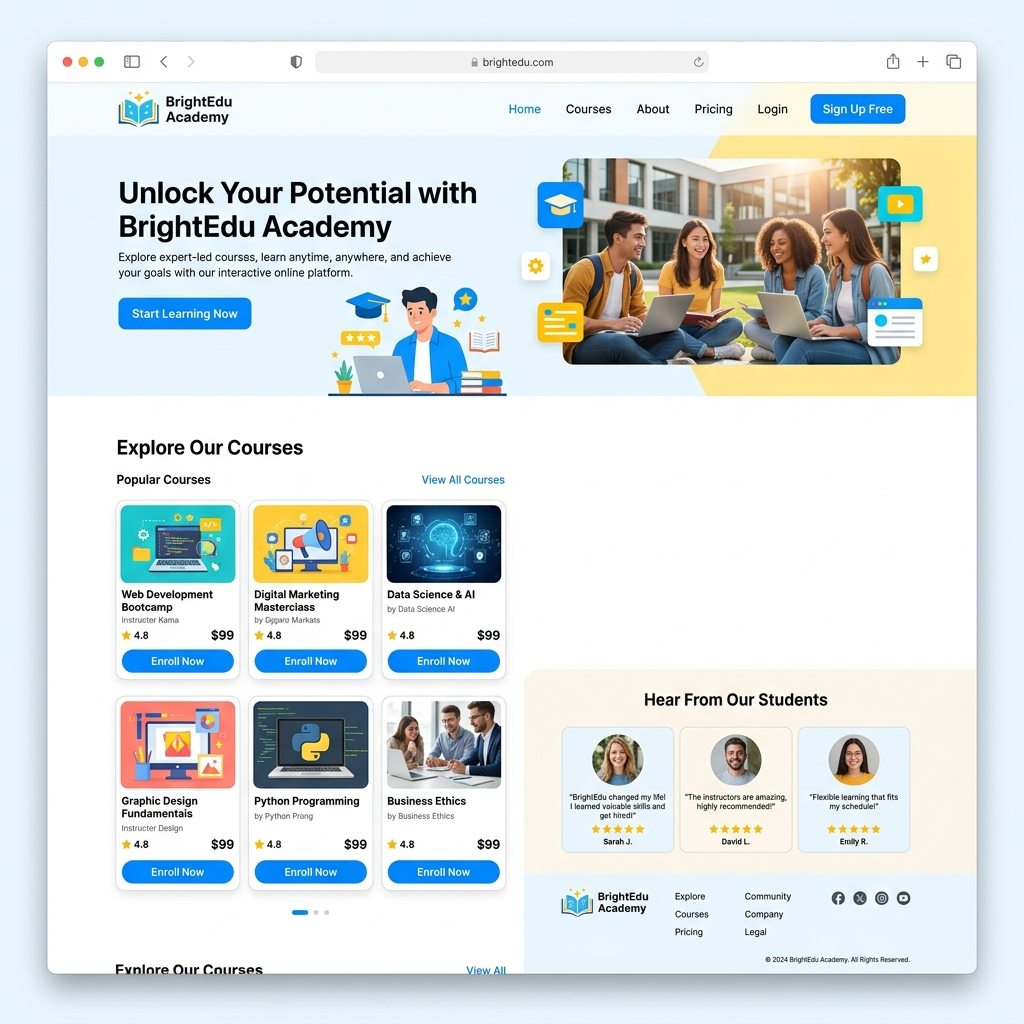 brightedu.com
BrightEdu
Academy
Home
Courses
About
Pricing
Login
Sign Up Free
Unlock Your Potential with
BrightEdu Academy
Explore expert-led coursss, learn anytime, anywhere, and achieve
your goals with our interactive online platform.
Start Learning Now
Explore Our Courses
Popular Courses
View All Courses
Web Development
Bootcamp
Instructer Kama
4.8
$99
Enroll Now
Digital Marketing
Masterclass
by Markats
4.8
$99
Enroll Now
Data Science & AI
by Data Science AI
4.8
$99
Enroll Now
Graphic Design
Fundamentais
Instructer Design
4.8
$99
Enroll Now
Python Programming
by Python Prong
4.8
$99
Enroll Now
Business Ethics
by Business Ethics
4.8
$99
Enroll Now
Explore Our Courses
View All
Hear From Our Students
"BrighlEdu changed my life!
I learned voluable skills and
get hired!"
Sarah J.
"The instructors are amazing,
highly recommended!"
David L.
"Flexible learning that fits
my schedule!"
Emily R.
BrightEdu
Academy
Explore
Courses
Pricing
Community
Company
Legal
© 2024 BrightEdu Academy. All Rights Reserved.